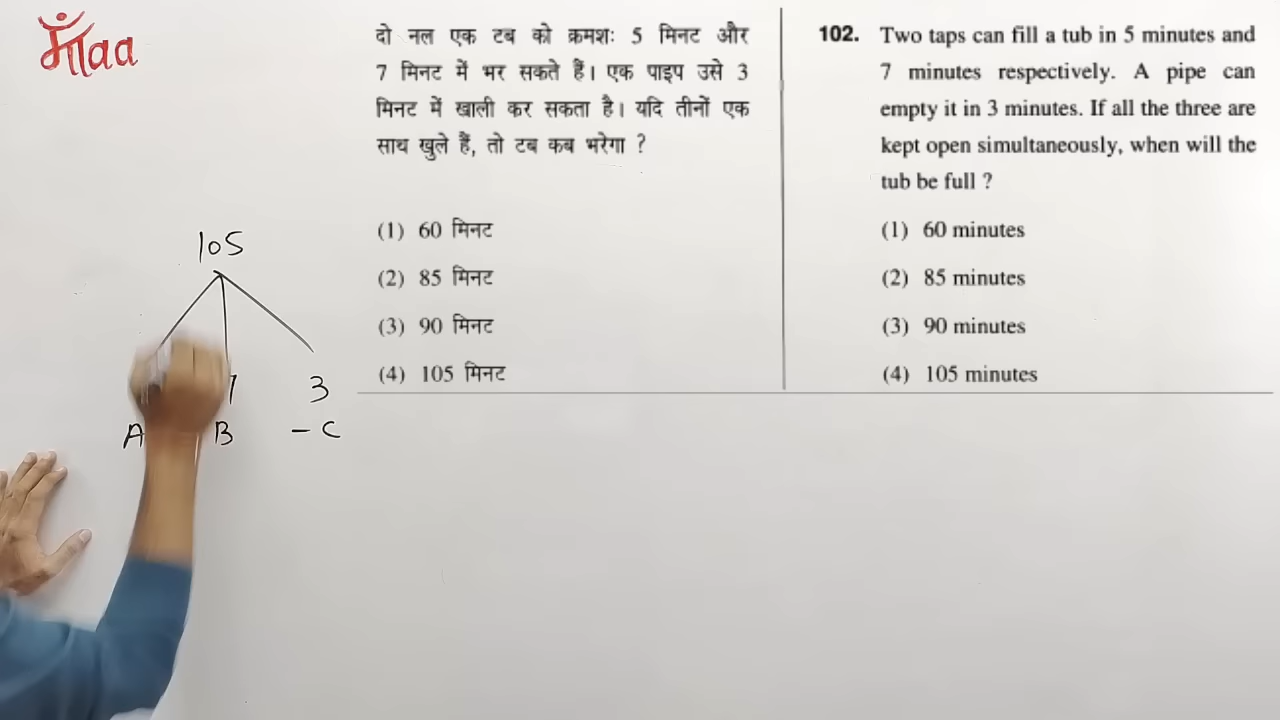 माँaa
दो नल एक टब को क्रमशः 5 मिनट और
7 मिनट में भर सकते हैं। एक पाइप उसे 3
मिनट में खाली कर सकता है। यदि तीनों एक
साथ खुले हैं, तो टब कब भरेगा ?
(1) 60 मिनट
(2) 85 मिनट
(3) 90 मिनट
(4) 105 मिनट
102. Two taps can fill a tub in 5 minutes and
7 minutes respectively. A pipe can
empty it in 3 minutes. If all the three are
kept open simultaneously, when will the
tub be full ?
(1) 60 minutes
(2) 85 minutes
(3) 90 minutes
(4) 105 minutes
105
3
A B - C